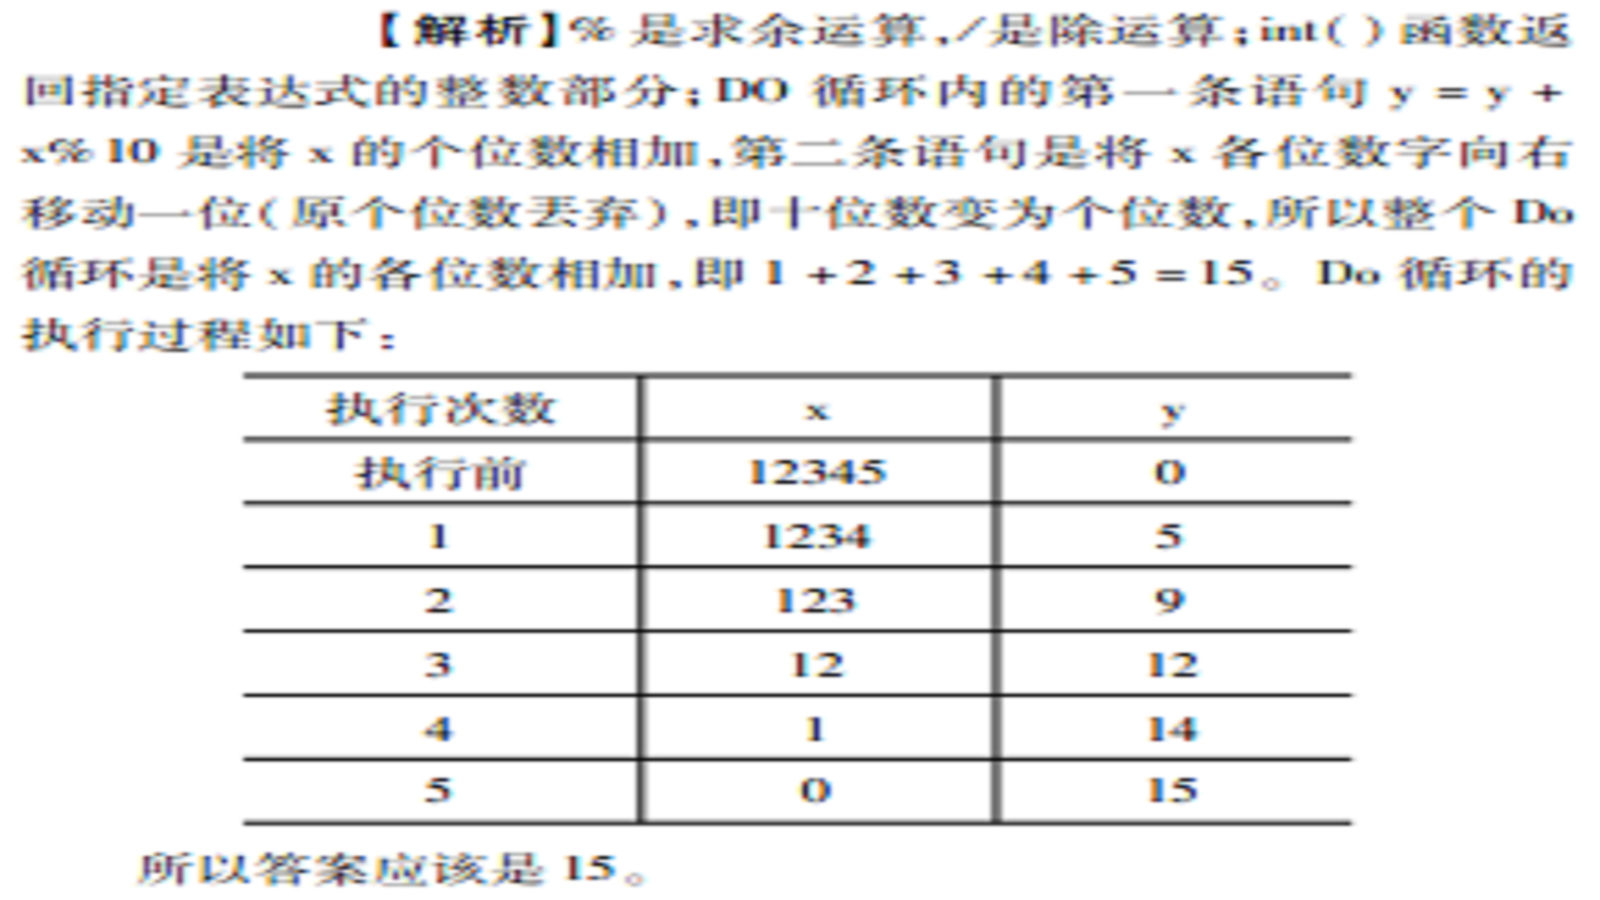 【解析】% 是求余运算,/是除运算;int( )函数返
回指定表达式的整数部分;DO 循环内的第一条语句 y = y +
x% 10 是将 x 的个位数相加,第二条语句是将 x 各位数字向右
移动一位(原个位数丢弃),即十位数变为个位数,所以整个 Do
循环是将 x 的各位数相加,即 1 +2 +3 +4 +5 =15。Do 循环的
执行过程如下:
执行次数 x y
执行前 12345 0
1 1234 5
2 123 9
3 12 12
4 1 14
5 0 15
所以答案应该是 15。